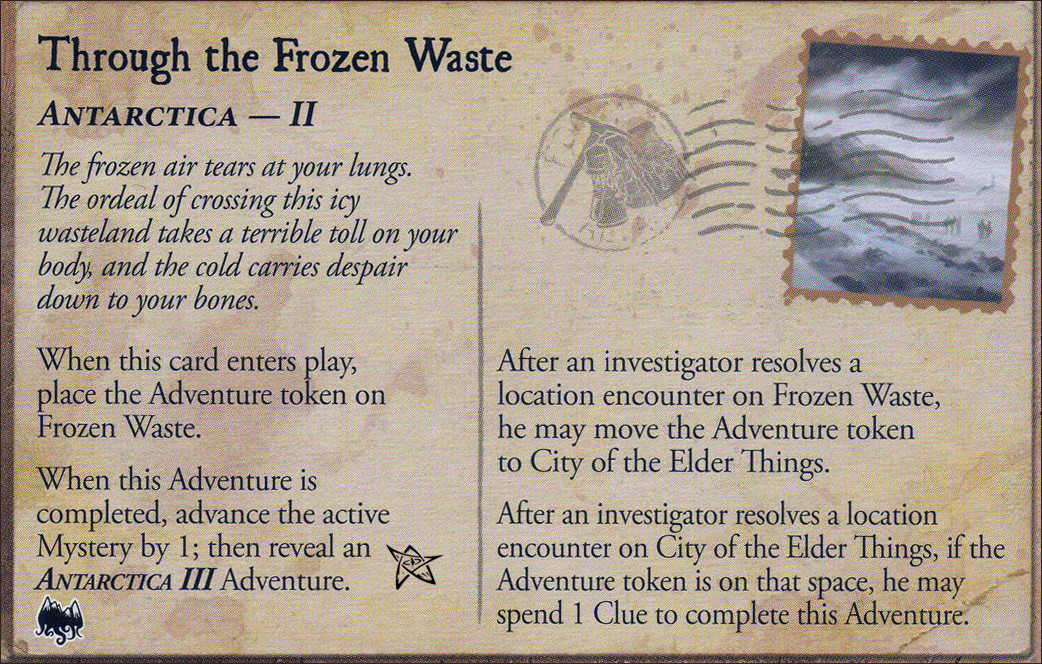 Through the Frozen Waste
ANTARCTICA — II
The frozen air tears at your lungs.
The ordeal of crossing this icy
wasteland takes a terrible toll on your
body, and the cold carries despair
down to your bones.
When this card enters play,
place the Adventure token on
Frozen Waste.
When this Adventure is
completed, advance the active
Mystery by 1; then reveal an
ANTARCTICA III Adventure.
After an investigator resolves a
location encounter on Frozen Waste,
he may move the Adventure token
to City of the Elder Things.
After an investigator resolves a location
encounter on City of the Elder Things, if the
Adventure token is on that space, he may
spend 1 Clue to complete this Adventure.